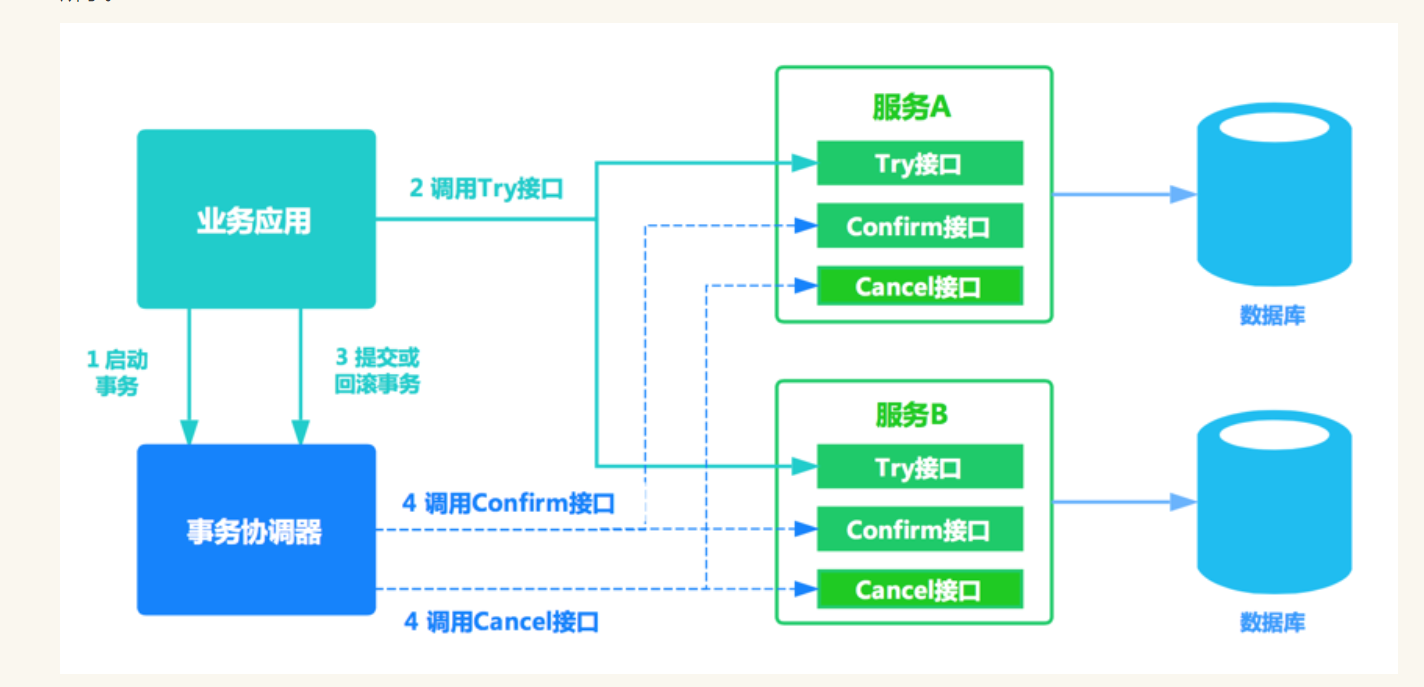 业务应用
1 启动
事务
3 提交或
回滚事务
事务协调器
2 调用Try接口
4 调用Confirm接口
4 调用Cancel接口
服务A
Try接口
Confirm接口
Cancel接口
数据库
服务B
Try接口
Confirm接口
Cancel接口
数据库